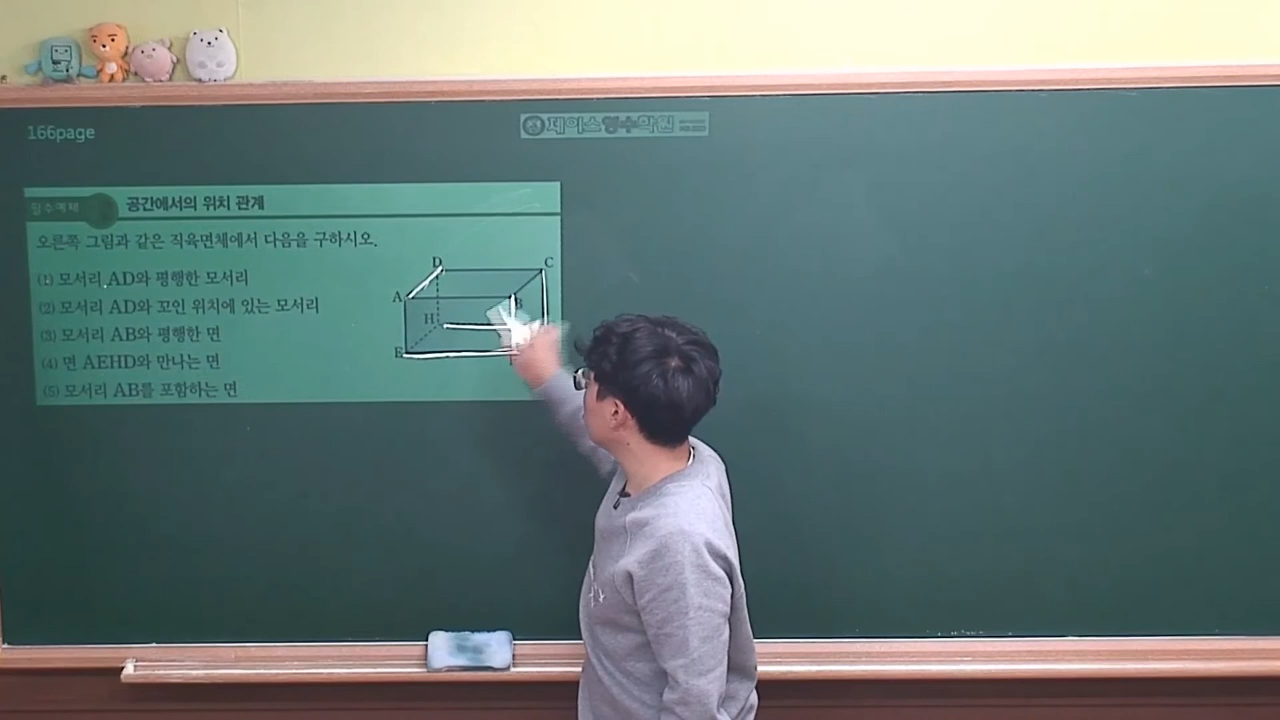 166page
제이스영수학원
필수예제
공간에서의 위치 관계
오른쪽 그림과 같은 직육면체에서 다음을 구하시오.
(1) 모서리 AD와 평행한 모서리
(2) 모서리 AD와 꼬인 위치에 있는 모서리
(3) 모서리 AB와 평행한 면
(4) 면 AEHD와 만나는 면
(5) 모서리 AB를 포함하는 면
D
C
A
B
H
E
F